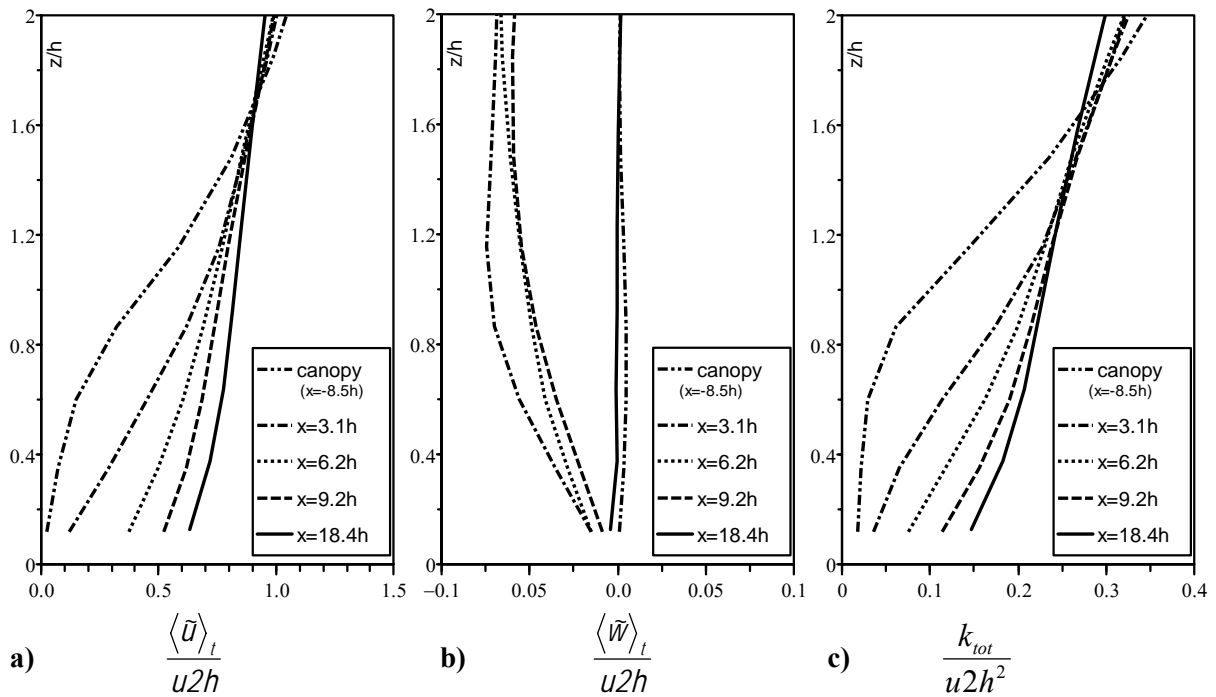 2
1.6
1.2
0.8
0.4
0
z/h
canopy
(x=-8.5h)
x=3.1h
x=6.2h
x=9.2h
x=18.4h
0.0 0.5 1.0 1.5
a) ⟨ũ⟩t / u2h
2
1.6
1.2
0.8
0.4
0
z/h
canopy
(x=-8.5h)
x=3.1h
x=6.2h
x=9.2h
x=18.4h
−0.1 0.05 0.0 0.05 0.1
b) ⟨w̃⟩t / u2h
2
1.6
1.2
0.8
0.4
0
z/h
canopy
(x=-8.5h)
x=3.1h
x=6.2h
x=9.2h
x=18.4h
0 0.1 0.2 0.3 0.4
c) ktot / u2h²